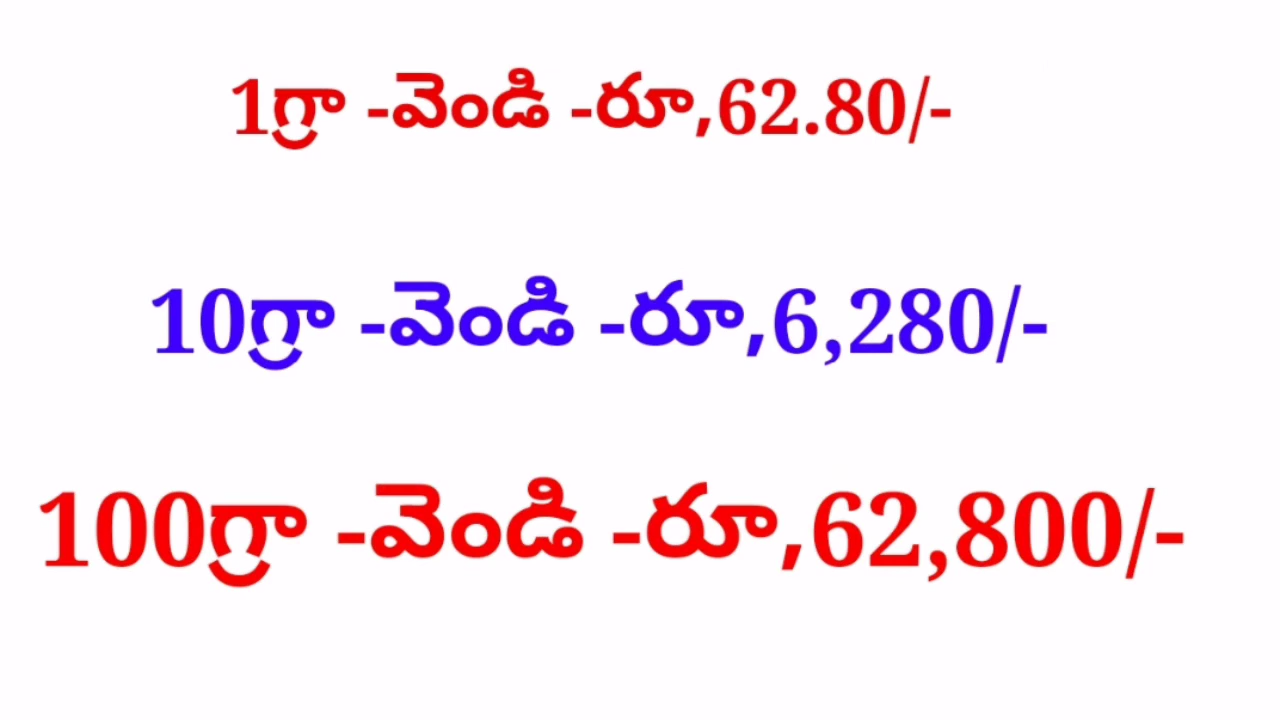 1గ్రా -వెండి -రూ,62.80/-
10గ్రా -వెండి -రూ,6,280/-
100గ్రా -వెండి -రూ,62,800/-